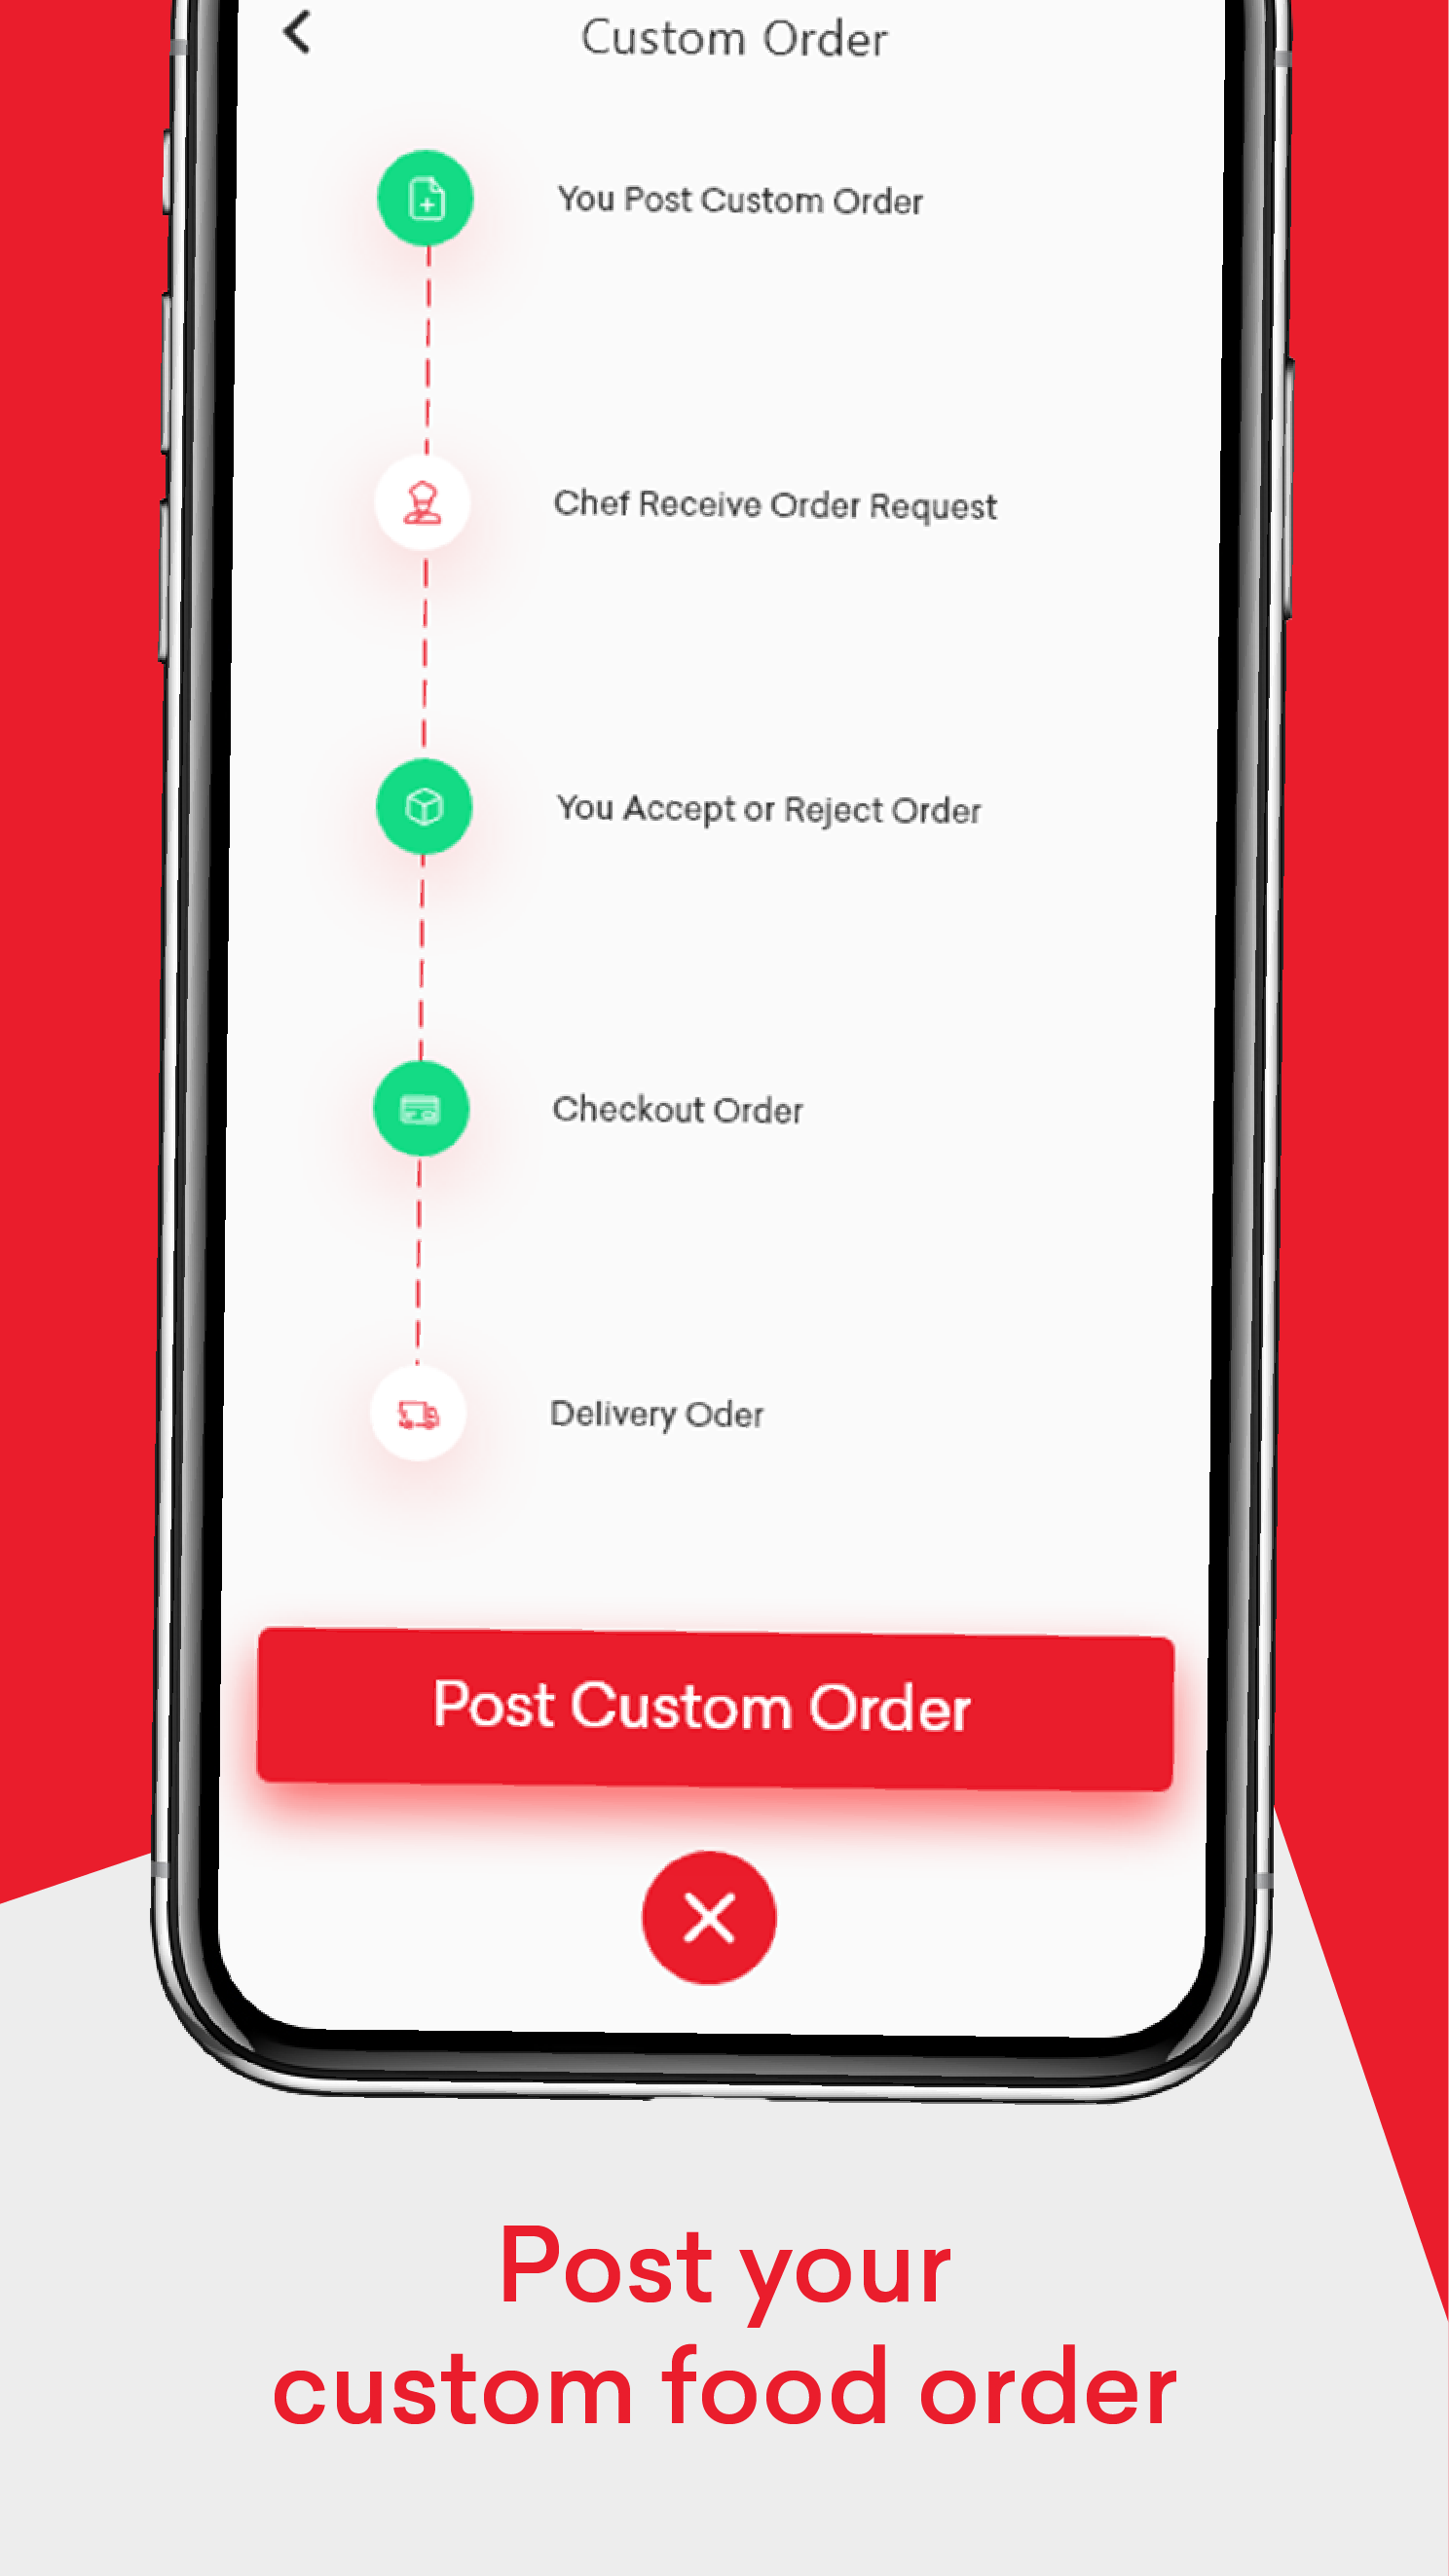 Custom Order
You Post Custom Order
Chef Receive Order Request
You Accept or Reject Order
Checkout Order
Delivery Oder
Post Custom Order
Post your
custom food order